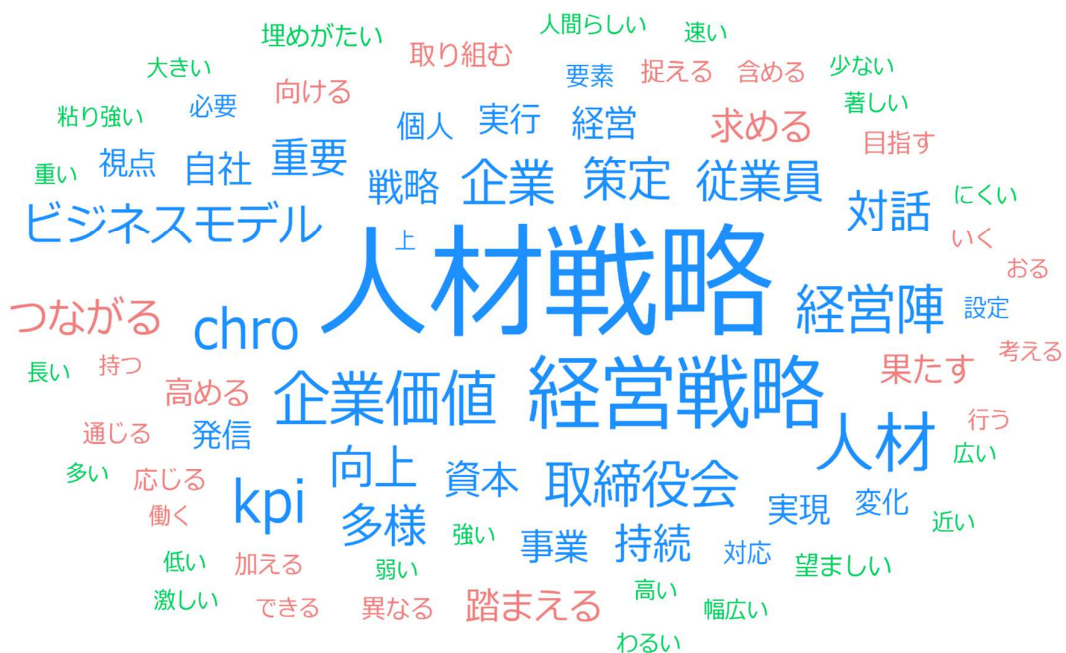 人間らしい
速い
埋めがたい
取り組む
大きい
要素
捉える
含める
少ない
粘り強い
必要
向ける
個人
実行
経営
求める
著しい
目指す
重い
視点
自社
重要
戦略
企業
策定
従業員
対話
にくい
ビジネスモデル
上
人材戦略
いく
おる
つながる
chro
経営陣
設定
長い
持つ
高める
企業価値
経営戦略
果たす
考える
通じる
発信
人材
行う
多い
応じる
向上
資本
取締役会
広い
働く
kpi
多様
強い
事業
持続
実現
変化
近い
低い
加える
弱い
対応
望ましい
激しい
できる
異なる
踏まえる
高い
幅広い
わるい